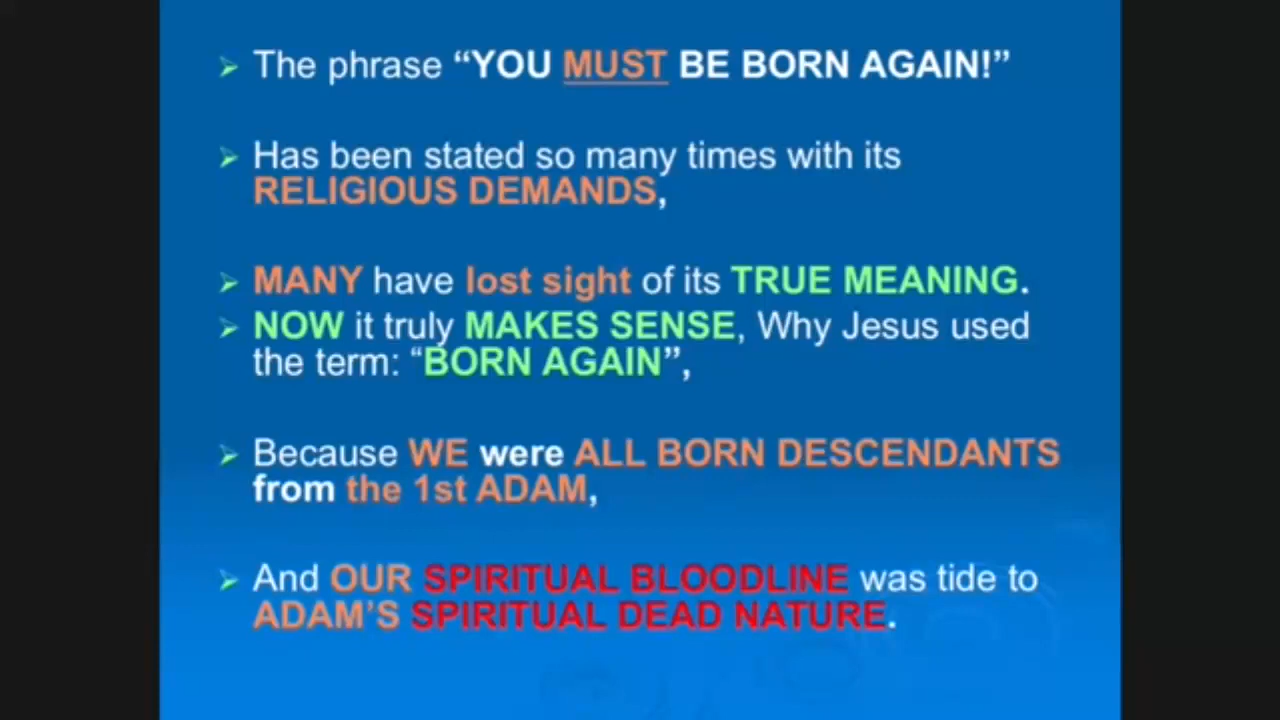 The phrase “YOU MUST BE BORN AGAIN!”
Has been stated so many times with its
RELIGIOUS DEMANDS,
MANY have lost sight of its TRUE MEANING.
NOW it truly MAKES SENSE, Why Jesus used
the term: “BORN AGAIN”,
Because WE were ALL BORN DESCENDANTS
from the 1st ADAM,
And OUR SPIRITUAL BLOODLINE was tide to
ADAM’S SPIRITUAL DEAD NATURE.